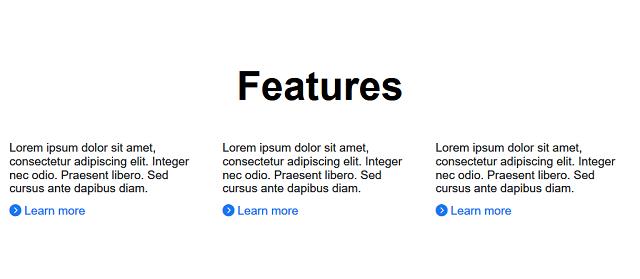 Features
Lorem ipsum dolor sit amet,
consectetur adipiscing elit. Integer
nec odio. Praesent libero. Sed
cursus ante dapibus diam.
Learn more
Lorem ipsum dolor sit amet,
consectetur adipiscing elit. Integer
nec odio. Praesent libero. Sed
cursus ante dapibus diam.
Learn more
Lorem ipsum dolor sit amet,
consectetur adipiscing elit. Integer
nec odio. Praesent libero. Sed
cursus ante dapibus diam.
Learn more